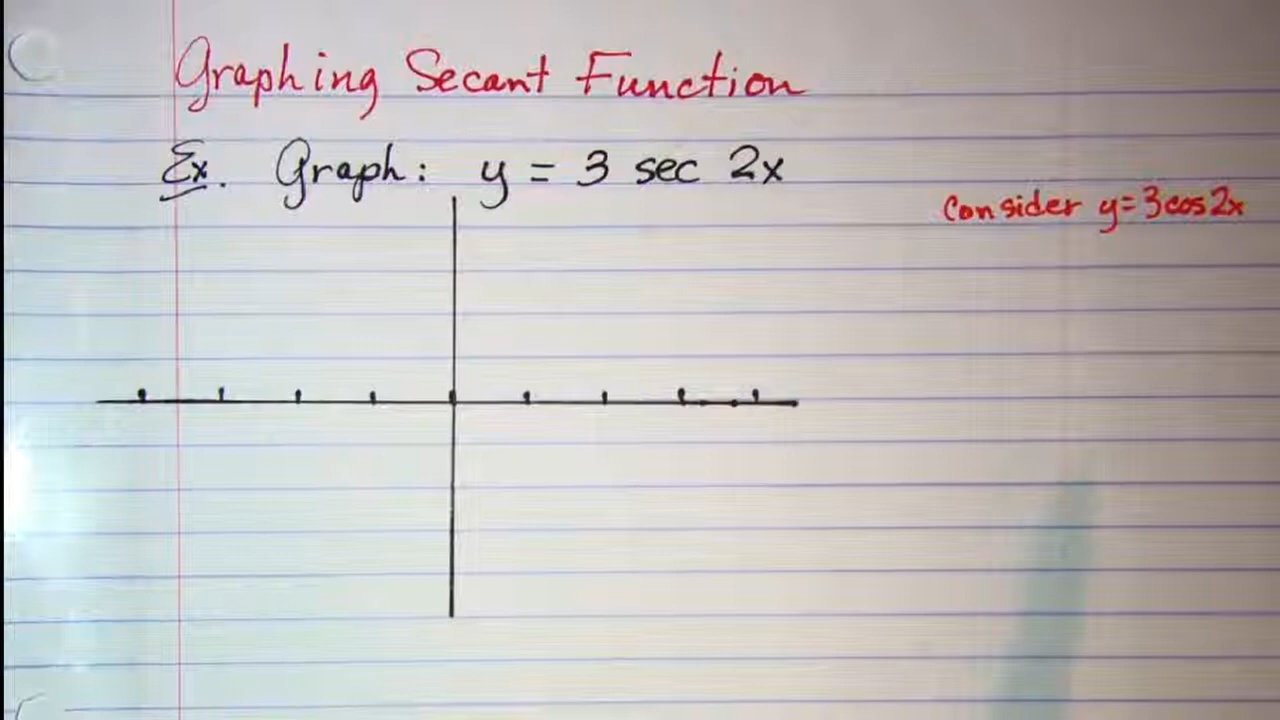 Graphing Secant Function
Ex. Graph: y = 3 sec 2x
Consider y=3cos2x